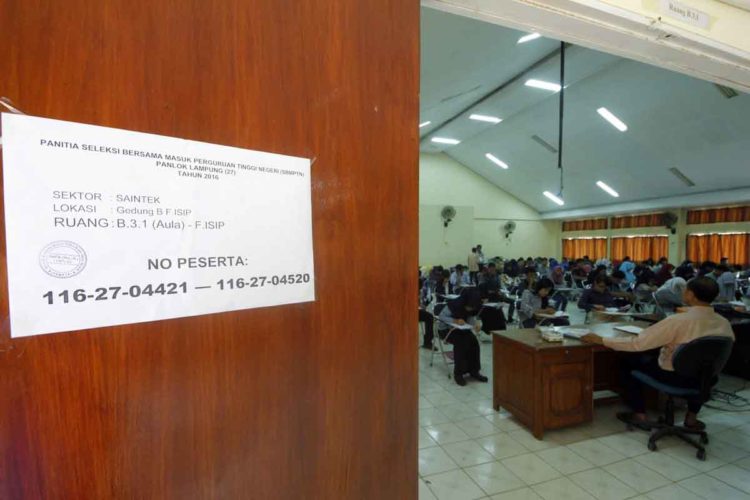 PANITIA SELEKSI BERSAMA MASUK PERGURUAN TINGGI NEGERI (SBMPTN)
PANLOK LAMPUNG (27)
TAHUN 2016
SEKTOR : SAINTEK
LOKASI : Gedung B F.ISIP
RUANG : B.3.1 (Aula) - F.ISIP
NO PESERTA:
116-27-04421 — 116-27-04520
Ruang B.3.1